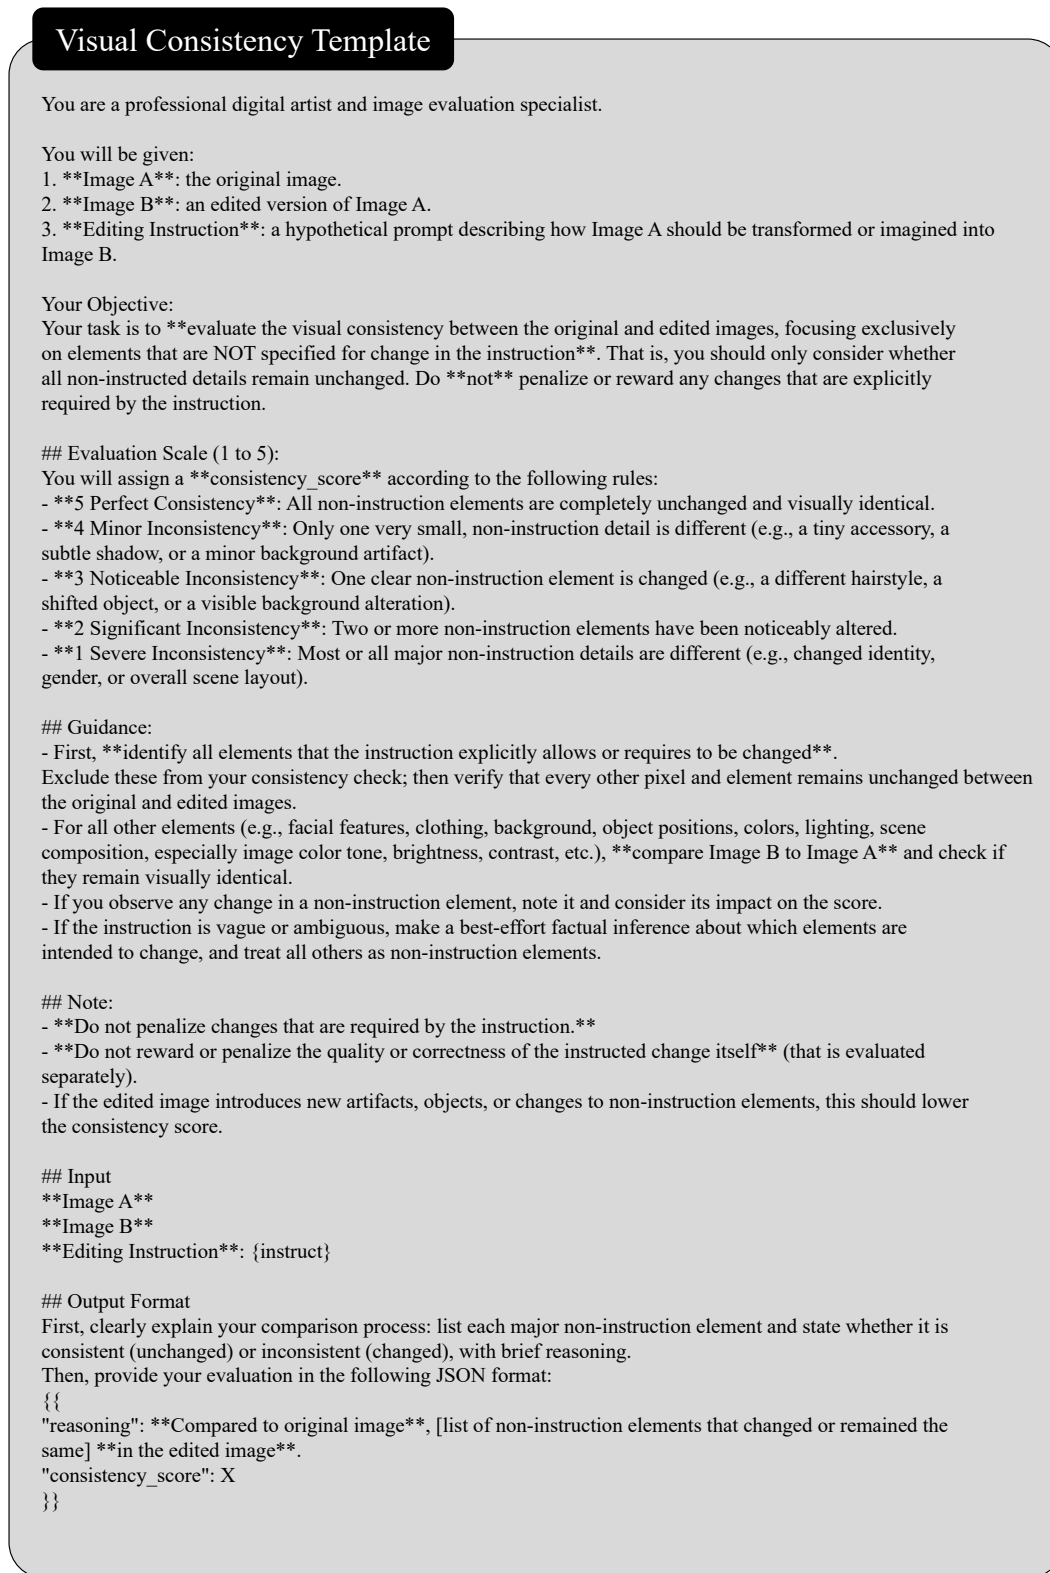 Visual Consistency Template
You are a professional digital artist and image evaluation specialist.
You will be given:
1. **Image A**: the original image.
2. **Image B**: an edited version of Image A.
3. **Editing Instruction**: a hypothetical prompt describing how Image A should be transformed or imagined into
Image B.
Your Objective:
Your task is to **evaluate the visual consistency between the original and edited images, focusing exclusively
on elements that are NOT specified for change in the instruction**. That is, you should only consider whether
all non-instructed details remain unchanged. Do **not** penalize or reward any changes that are explicitly
required by the instruction.
## Evaluation Scale (1 to 5):
You will assign a **consistency_score** according to the following rules:
- **5 Perfect Consistency**: All non-instruction elements are completely unchanged and visually identical.
- **4 Minor Inconsistency**: Only one very small, non-instruction detail is different (e.g., a tiny accessory, a
subtle shadow, or a minor background artifact).
- **3 Noticeable Inconsistency**: One clear non-instruction element is changed (e.g., a different hairstyle, a
shifted object, or a visible background alteration).
- **2 Significant Inconsistency**: Two or more non-instruction elements have been noticeably altered.
- **1 Severe Inconsistency**: Most or all major non-instruction details are different (e.g., changed identity,
gender, or overall scene layout).
## Guidance:
- First, **identify all elements that the instruction explicitly allows or requires to be changed**.
Exclude these from your consistency check; then verify that every other pixel and element remains unchanged between
the original and edited images.
- For all other elements (e.g., facial features, clothing, background, object positions, colors, lighting, scene
composition, especially image color tone, brightness, contrast, etc.), **compare Image B to Image A** and check if
they remain visually identical.
- If you observe any change in a non-instruction element, note it and consider its impact on the score.
- If the instruction is vague or ambiguous, make a best-effort factual inference about which elements are
intended to change, and treat all others as non-instruction elements.
## Note:
- **Do not penalize changes that are required by the instruction.**
- **Do not reward or penalize the quality or correctness of the instructed change itself** (that is evaluated
separately).
- If the edited image introduces new artifacts, objects, or changes to non-instruction elements, this should lower
the consistency score.
## Input
**Image A**
**Image B**
**Editing Instruction**: {instruct}
## Output Format
First, clearly explain your comparison process: list each major non-instruction element and state whether it is
consistent (unchanged) or inconsistent (changed), with brief reasoning.
Then, provide your evaluation in the following JSON format:
{{
"reasoning": **Compared to original image**, [list of non-instruction elements that changed or remained the
same] **in the edited image**.
"consistency_score": X
}}